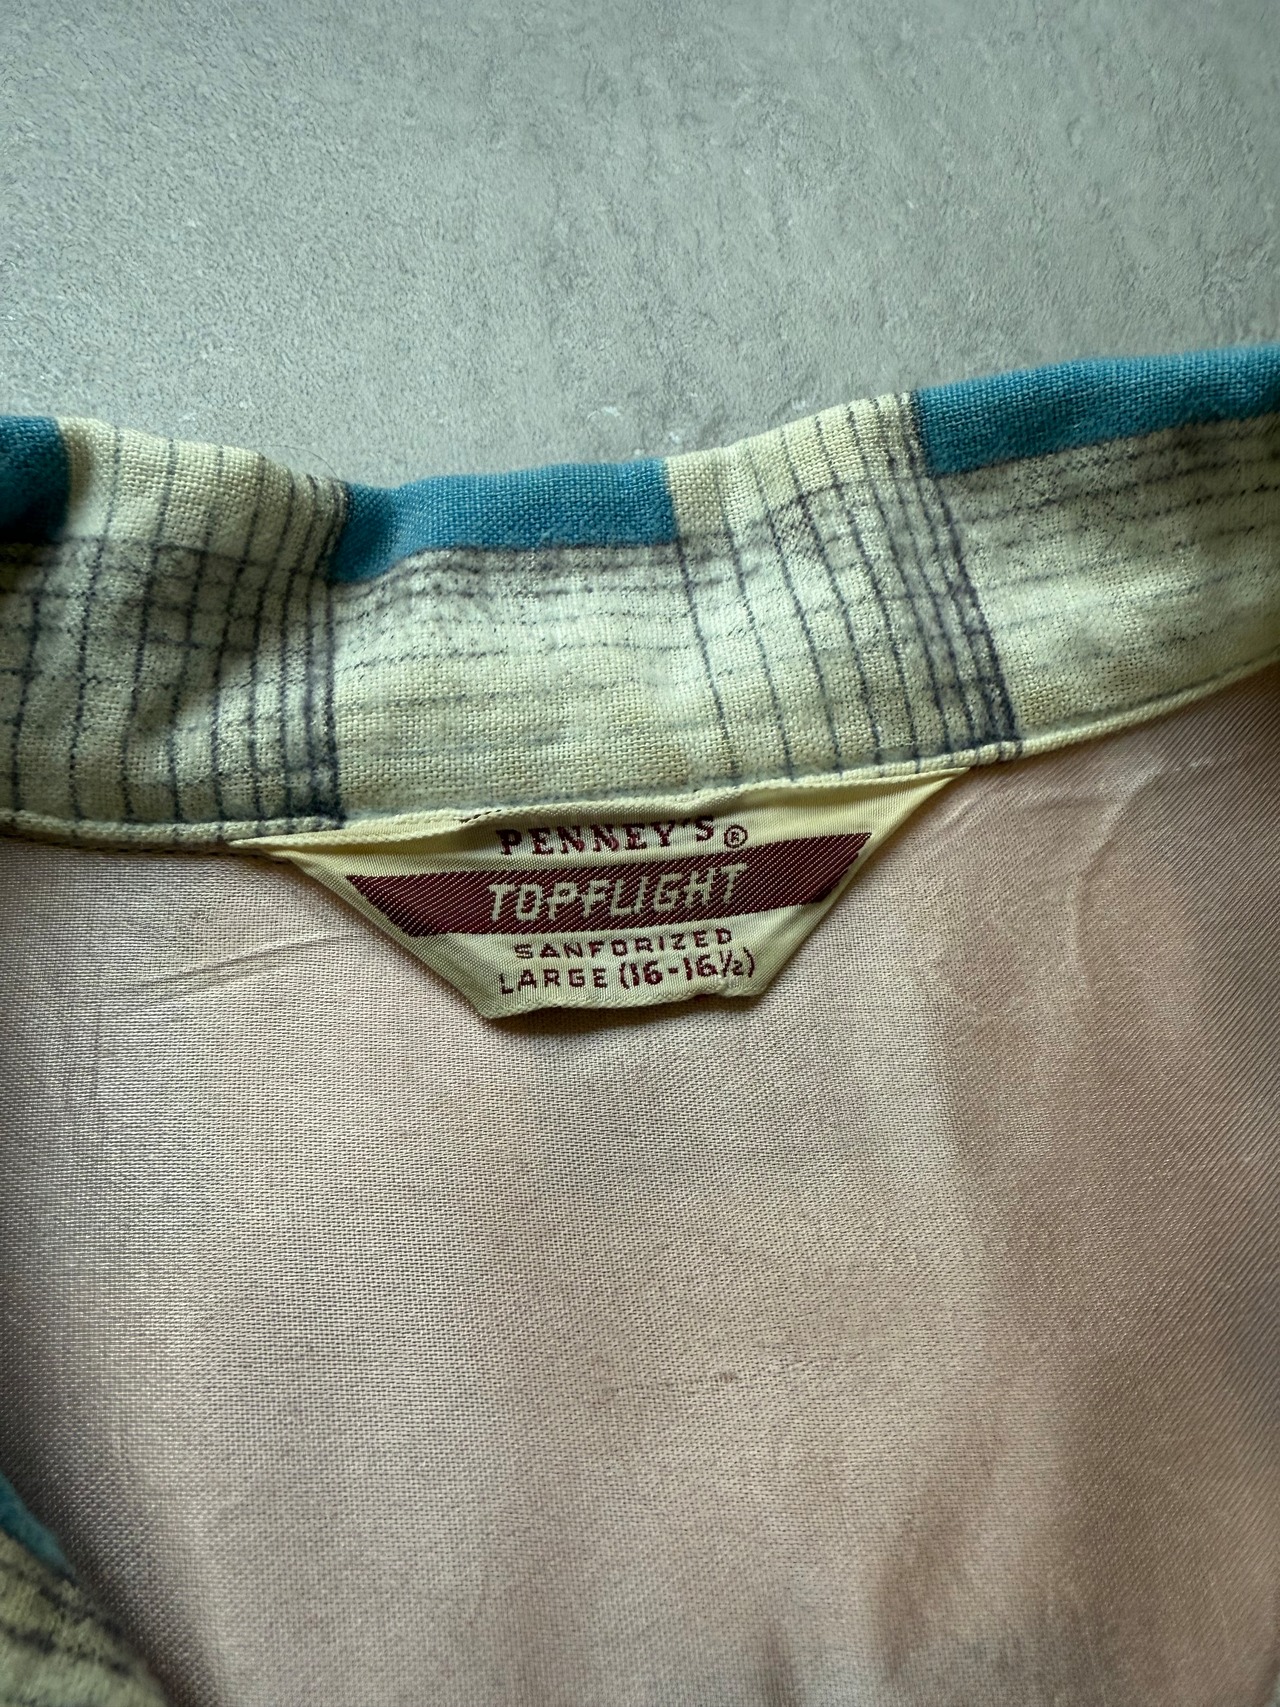 PENNEY'S®
TOPFLIGHT
SANFORIZED
LARGE (16-16½)